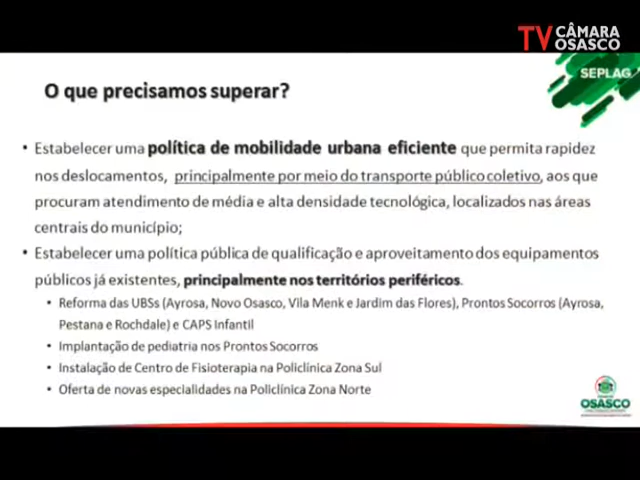 TV CÂMARA
OSASCO
SEPLAG
O que precisamos superar?
• Estabelecer uma política de mobilidade urbana eficiente que permita rapidez
nos deslocamentos, principalmente por meio do transporte público coletivo, aos que
procuram atendimento de média e alta densidade tecnológica, localizados nas áreas
centrais do município;
• Estabelecer uma política pública de qualificação e aproveitamento dos equipamentos
públicos já existentes, principalmente nos territórios periféricos.
• Reforma das UBSs (Ayrosa, Novo Osasco, Vila Menk e Jardim das Flores), Prontos Socorros (Ayrosa,
Pestana e Rochdale) e CAPS Infantil
• Implantação de pediatria nos Prontos Socorros
• Instalação de Centro de Fisioterapia na Policlínica Zona Sul
• Oferta de novas especialidades na Policlínica Zona Norte
OSASCO